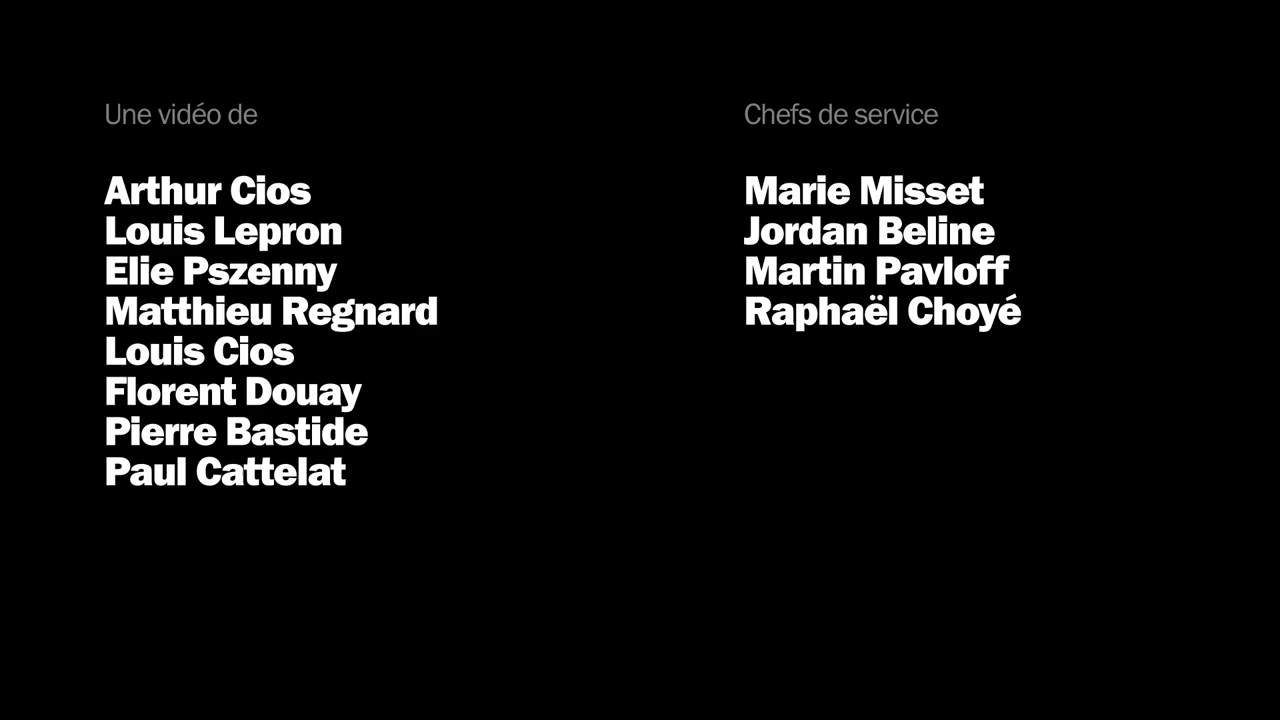 Une vidéo de
Arthur Cios
Louis Lepron
Elie Pszenny
Matthieu Regnard
Louis Cios
Florent Douay
Pierre Bastide
Paul Cattelat
Chefs de service
Marie Misset
Jordan Beline
Martin Pavloff
Raphaël Choyé